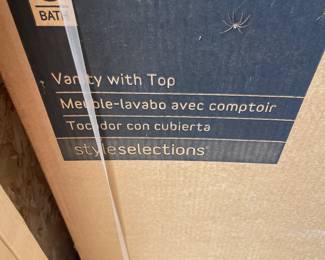 BATH
Vanity with Top
Meuble-lavabo avec comptoir
Tocador con cubierta
styleselections®